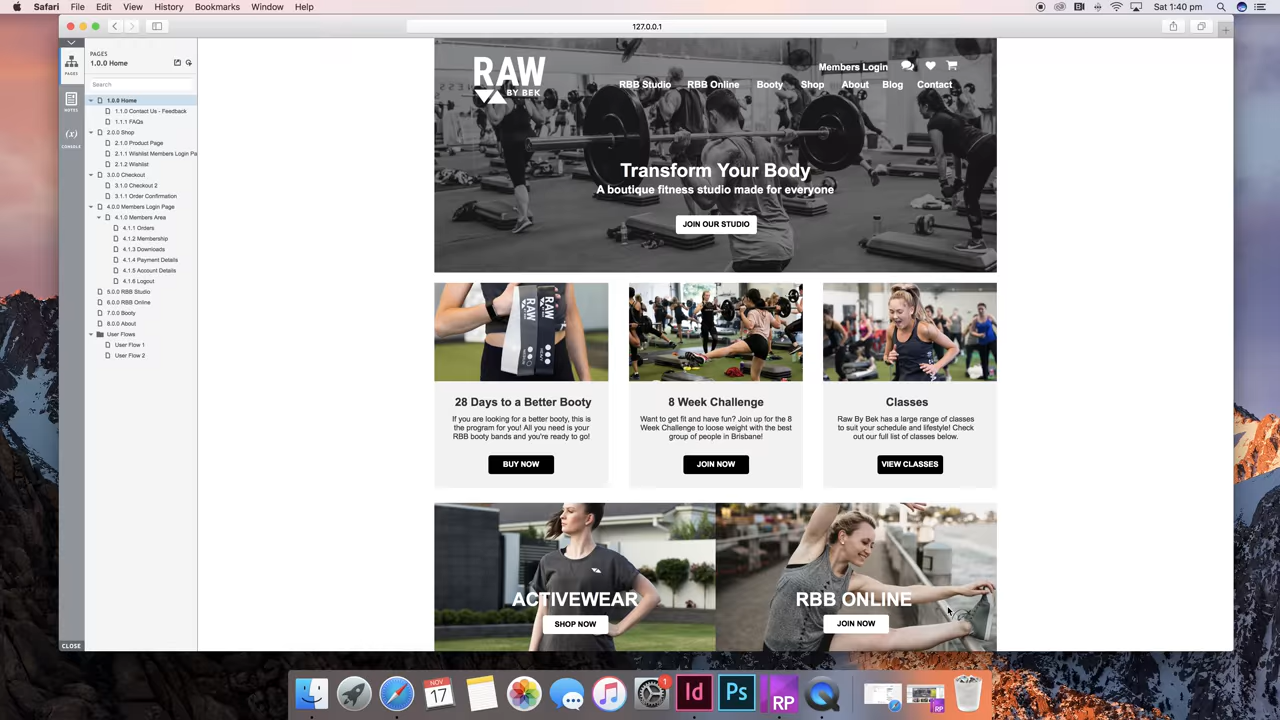 Safari File Edit View History Bookmarks Window Help
Sat 1:40 pm
127.0.0.1
PAGES
1.0.0 Home
PAGES
NOTES
(x)
CONSOLE
CLOSE
Search
1.0.0 Home
1.1.0 Contact Us - Feedback
1.1.1 FAQs
2.0.0 Shop
2.1.0 Product Page
2.1.1 Wishlist Members Login Pa
2.1.2 Wishlist
3.0.0 Checkout
3.1.0 Checkout 2
3.1.1 Order Confirmation
4.0.0 Members Login Page
4.1.0 Members Area
4.1.1 Orders
4.1.2 Membership
4.1.3 Downloads
4.1.4 Payment Details
4.1.5 Account Details
4.1.6 Logout
5.0.0 RBB Studio
6.0.0 RBB Online
7.0.0 Booty
8.0.0 About
User Flows
User Flow 1
User Flow 2
RAW
BY BEK
Members Login
RBB Studio RBB Online Booty Shop About Blog Contact
Transform Your Body
A boutique fitness studio made for everyone
JOIN OUR STUDIO
RAW
RAW
28 Days to a Better Booty
If you are looking for a better booty, this is
the program for you! All you need is your
RBB booty bands and you're ready to go!
BUY NOW
8 Week Challenge
Want to get fit and have fun? Join up for the 8
Week Challenge to loose weight with the best
group of people in Brisbane!
JOIN NOW
Classes
Raw By Bek has a large range of classes
to suit your schedule and lifestyle! Check
out our full list of classes below.
VIEW CLASSES
ACTIVEWEAR
SHOP NOW
RBB ONLINE
JOIN NOW
NOV
17
1
Id
Ps
RP
RP